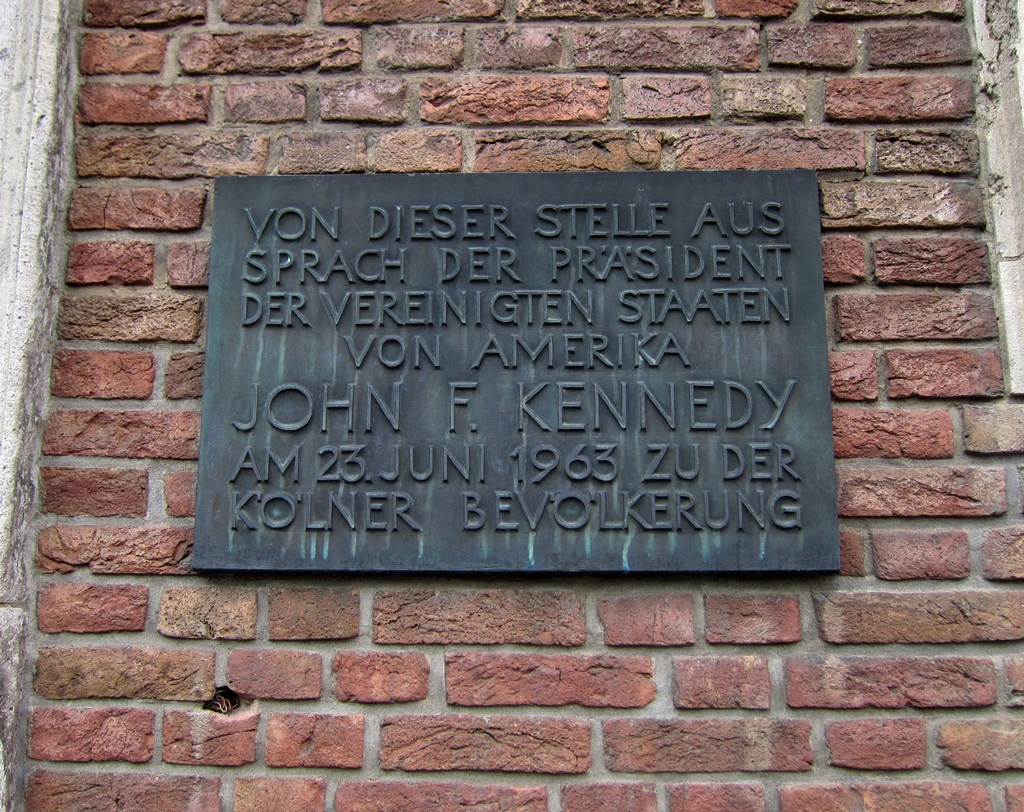 VON DIESER STELLE AUS
SPRACH DER PRÄSIDENT
DER VEREINIGTEN STAATEN
VON AMERIKA
JOHN F. KENNEDY
AM 23. JUNI 1963 ZU DER
KÖLNER BEVÖLKERUNG